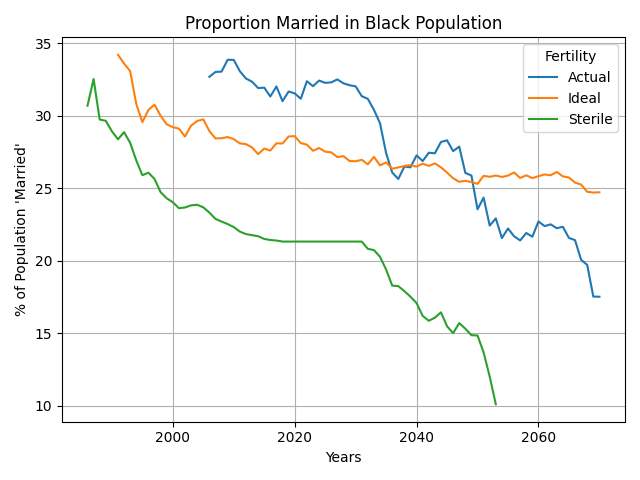 Proportion Married in Black Population
% of Population 'Married'
35
30
25
20
15
10
Fertility
Actual
Ideal
Sterile
2000
2020
2040
2060
Years